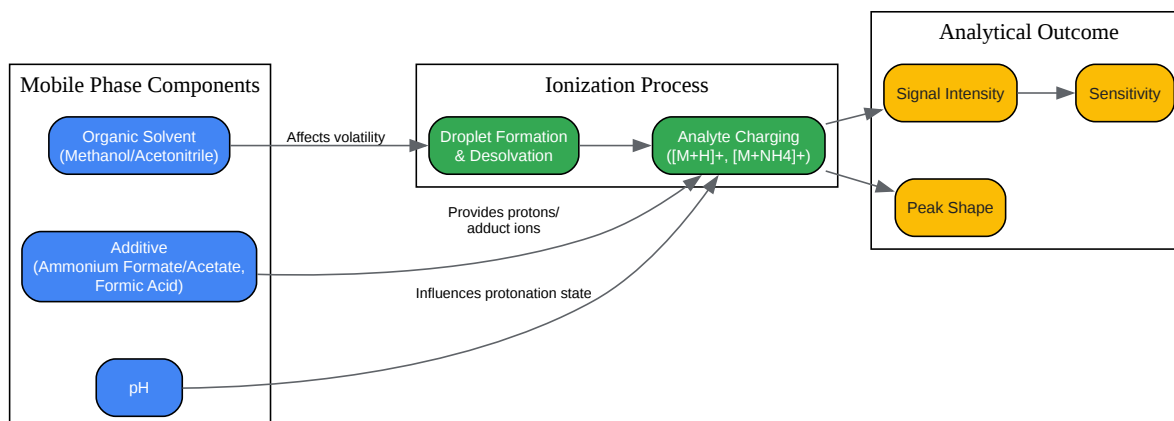 Mobile Phase Components
Organic Solvent
(Methanol/Acetonitrile)
Additive
(Ammonium Formate/Acetate,
Formic Acid)
pH
Affects volatility
Provides protons/
adduct ions
Influences protonation state
Ionization Process
Droplet Formation
& Desolvation
Analyte Charging
([M+H]+, [M+NH4]+)
Analytical Outcome
Signal Intensity
Sensitivity
Peak Shape